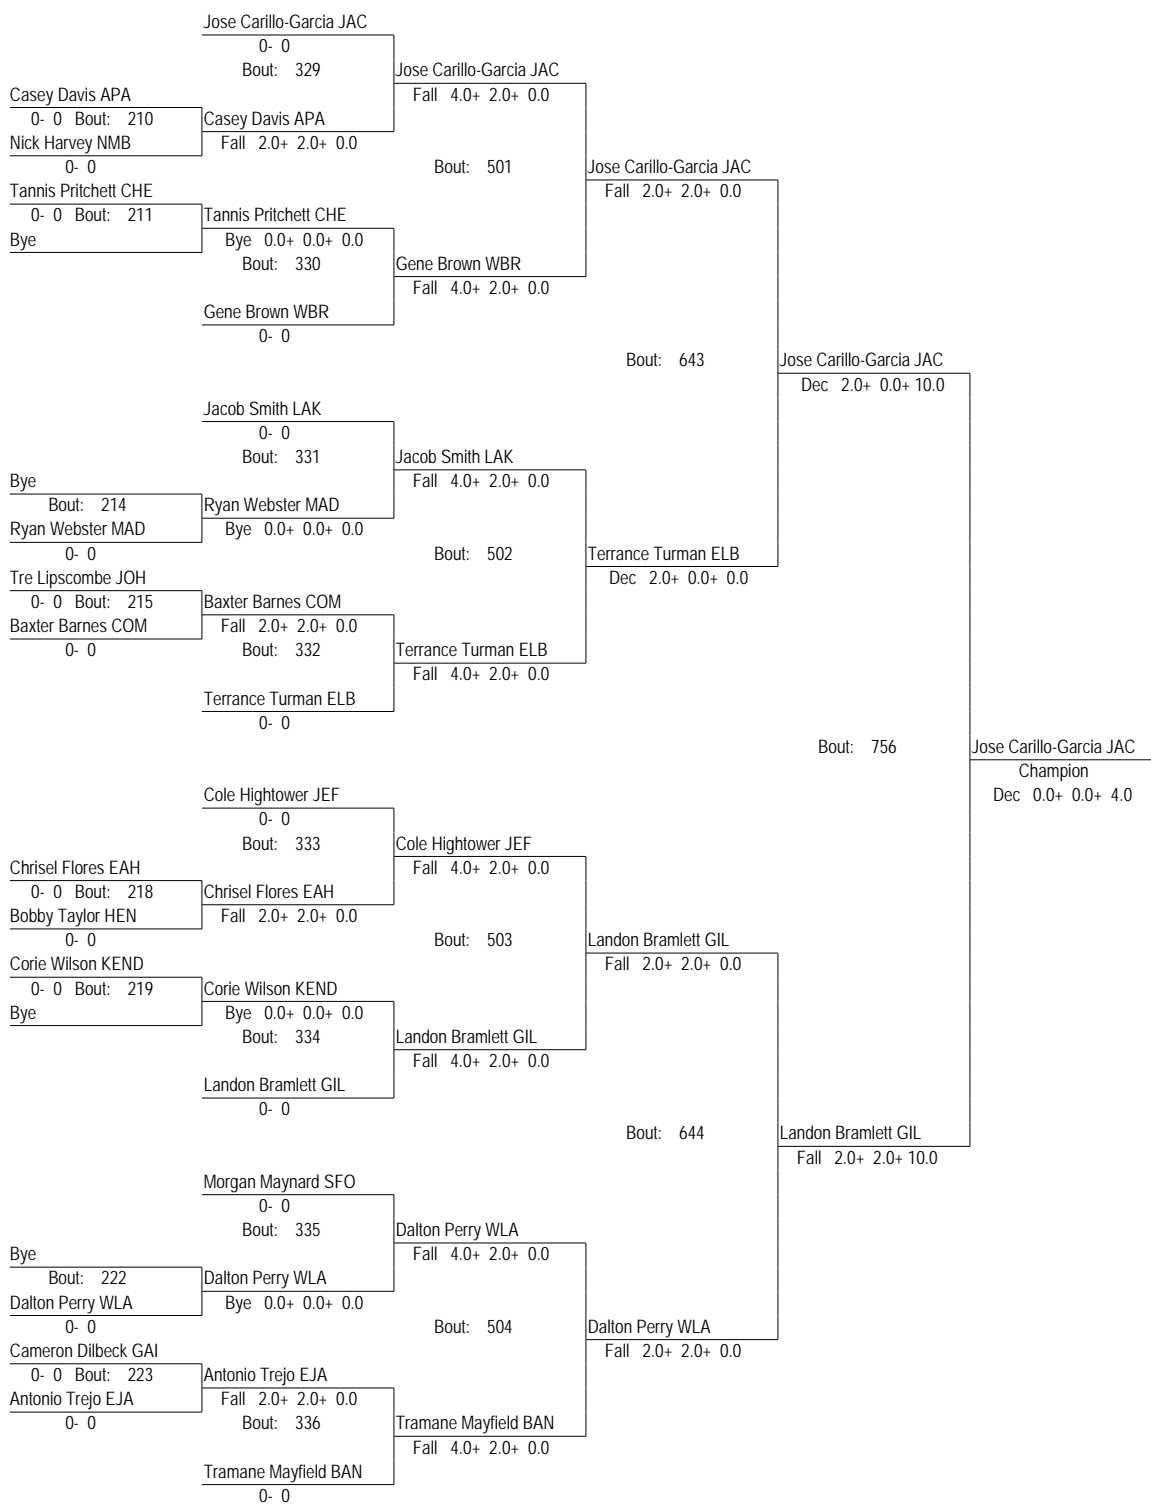 Jose Carillo-Garcia JAC
0- 0
Bout: 329
Jose Carillo-Garcia JAC
Fall 4.0+ 2.0+ 0.0
Casey Davis APA
0- 0 Bout: 210
Casey Davis APA
Nick Harvey NMB
Fall 2.0+ 2.0+ 0.0
0- 0
Bout: 501
Jose Carillo-Garcia JAC
Fall 2.0+ 2.0+ 0.0
Tannis Pritchett CHE
0- 0 Bout: 211
Tannis Pritchett CHE
Bye
Bye 0.0+ 0.0+ 0.0
Bout: 330
Gene Brown WBR
Fall 4.0+ 2.0+ 0.0
Gene Brown WBR
0- 0
Bout: 643
Jose Carillo-Garcia JAC
Dec 2.0+ 0.0+ 10.0
Jacob Smith LAK
0- 0
Bout: 331
Jacob Smith LAK
Fall 4.0+ 2.0+ 0.0
Bye
Bout: 214
Ryan Webster MAD
Ryan Webster MAD
Bye 0.0+ 0.0+ 0.0
0- 0
Bout: 502
Terrance Turman ELB
Dec 2.0+ 0.0+ 0.0
Tre Lipscombe JOH
0- 0 Bout: 215
Baxter Barnes COM
Baxter Barnes COM
Fall 2.0+ 2.0+ 0.0
0- 0
Bout: 332
Terrance Turman ELB
Fall 4.0+ 2.0+ 0.0
Terrance Turman ELB
0- 0
Bout: 756
Jose Carillo-Garcia JAC
Champion
Dec 0.0+ 0.0+ 4.0
Cole Hightower JEF
0- 0
Bout: 333
Cole Hightower JEF
Fall 4.0+ 2.0+ 0.0
Chrisel Flores EAH
0- 0 Bout: 218
Chrisel Flores EAH
Bobby Taylor HEN
Fall 2.0+ 2.0+ 0.0
0- 0
Bout: 503
Landon Bramlett GIL
Fall 2.0+ 2.0+ 0.0
Corie Wilson KEND
0- 0 Bout: 219
Corie Wilson KEND
Bye
Bye 0.0+ 0.0+ 0.0
Bout: 334
Landon Bramlett GIL
Fall 4.0+ 2.0+ 0.0
Landon Bramlett GIL
0- 0
Bout: 644
Landon Bramlett GIL
Fall 2.0+ 2.0+ 10.0
Morgan Maynard SFO
0- 0
Bout: 335
Dalton Perry WLA
Fall 4.0+ 2.0+ 0.0
Bye
Bout: 222
Dalton Perry WLA
Dalton Perry WLA
Bye 0.0+ 0.0+ 0.0
0- 0
Bout: 504
Dalton Perry WLA
Fall 2.0+ 2.0+ 0.0
Cameron Dilbeck GAI
0- 0 Bout: 223
Antonio Trejo EJA
Antonio Trejo EJA
Fall 2.0+ 2.0+ 0.0
0- 0
Bout: 336
Tramane Mayfield BAN
Fall 4.0+ 2.0+ 0.0
Tramane Mayfield BAN
0- 0